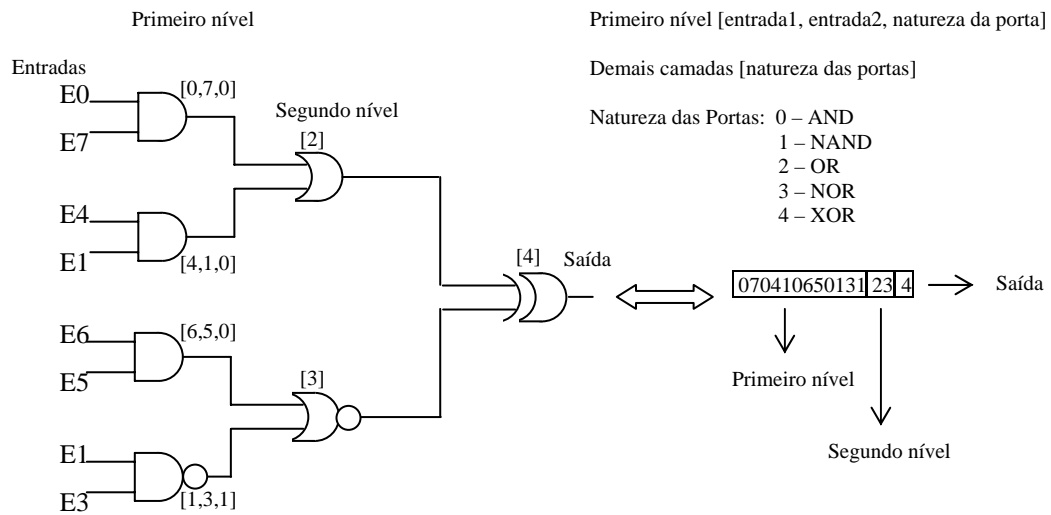 Primeiro nível
Primeiro nível [entrada1, entrada2, natureza da porta]
Entradas
Demais camadas [natureza das portas]
E0
[0,7,0]
E7
Segundo nível
[2]
Natureza das Portas: 0 – AND
1 – NAND
2 – OR
3 – NOR
4 – XOR
E4
E1
[4,1,0]
[4]
Saída
070410650131 23 4
Saída
E6
[6,5,0]
E5
[3]
Primeiro nível
E1
E3
[1,3,1]
Segundo nível